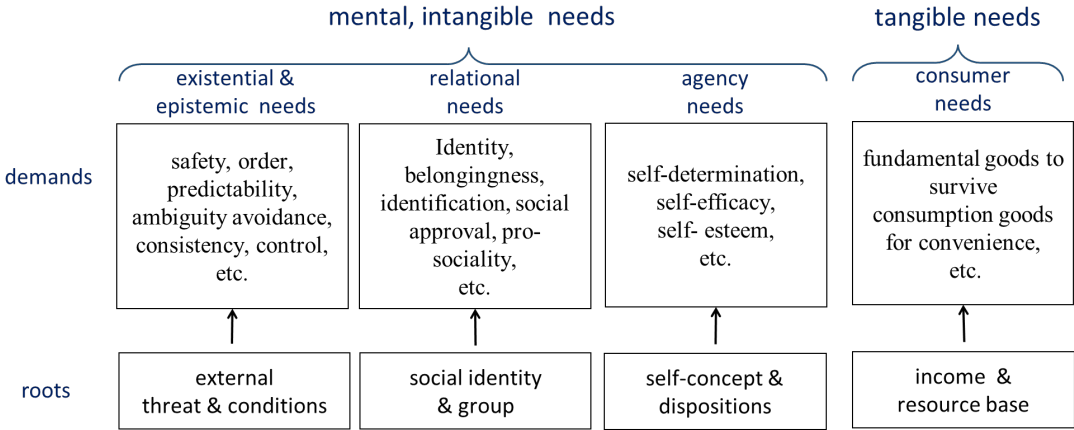 mental, intangible needs
tangible needs
existential &
epistemic needs
relational
needs
agency
needs
consumer
needs
demands
safety, order,
predictability,
ambiguity avoidance,
consistency, control,
etc.
Identity,
belongingness,
identification, social
approval, pro-
sociality,
etc.
self-determination,
self-efficacy,
self- esteem,
etc.
fundamental goods to
survive
consumption goods
for convenience,
etc.
roots
external
threat & conditions
social identity
& group
self-concept &
dispositions
income &
resource base